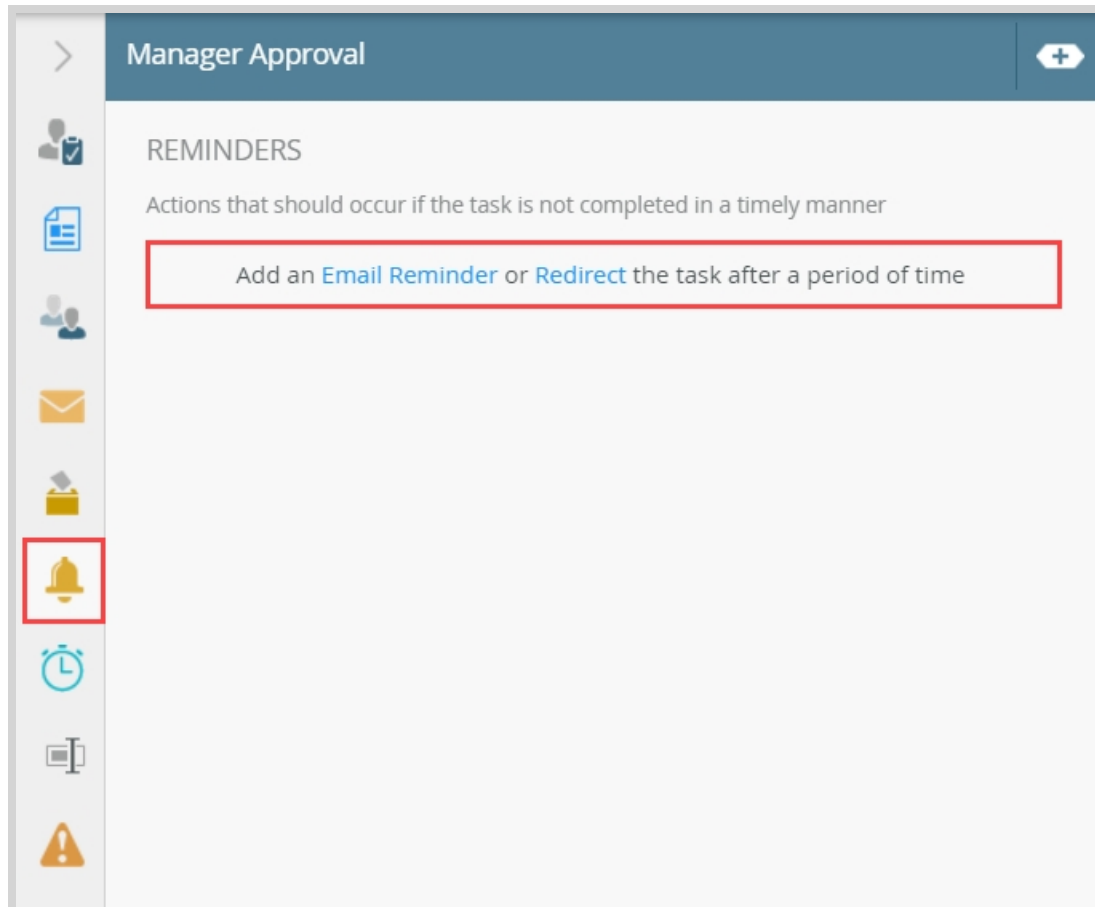 Manager Approval
REMINDERS
Actions that should occur if the task is not completed in a timely manner
Add an Email Reminder or Redirect the task after a period of time